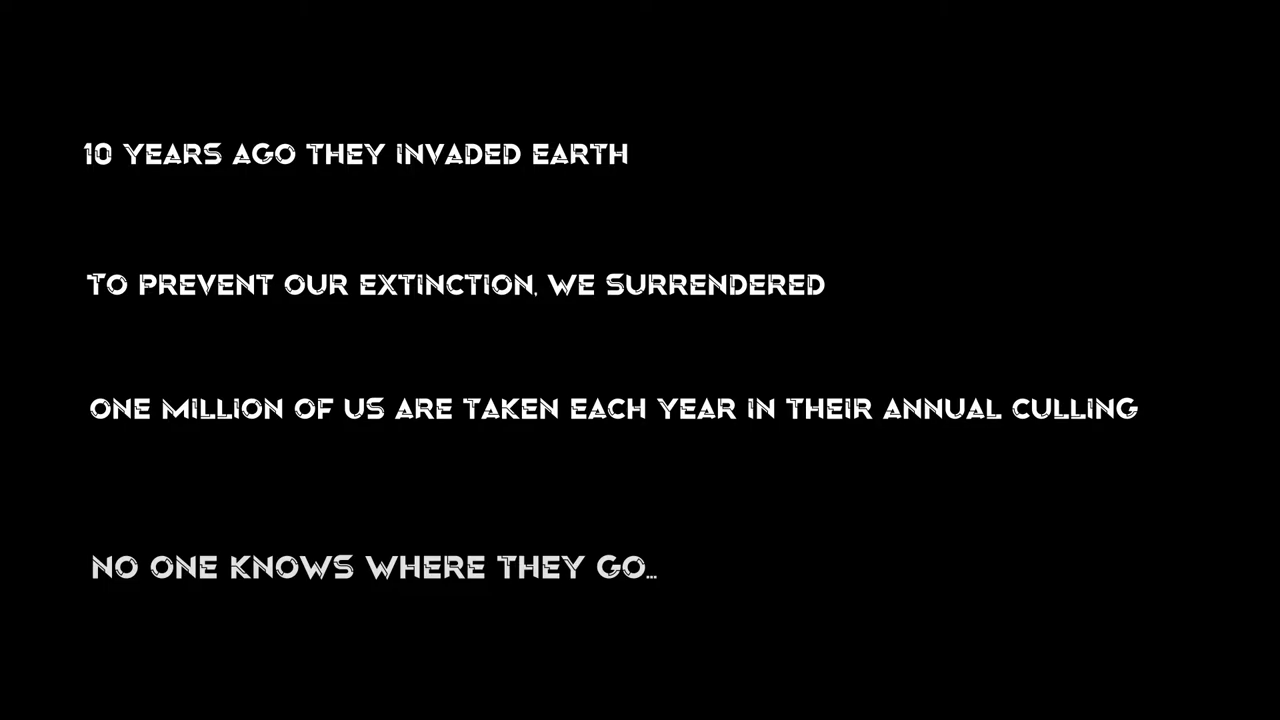 10 YEARS AGO THEY INVADED EARTH
TO PREVENT OUR EXTINCTION, WE SURRENDERED
ONE MILLION OF US ARE TAKEN EACH YEAR IN THEIR ANNUAL CULLING
NO ONE KNOWS WHERE THEY GO...